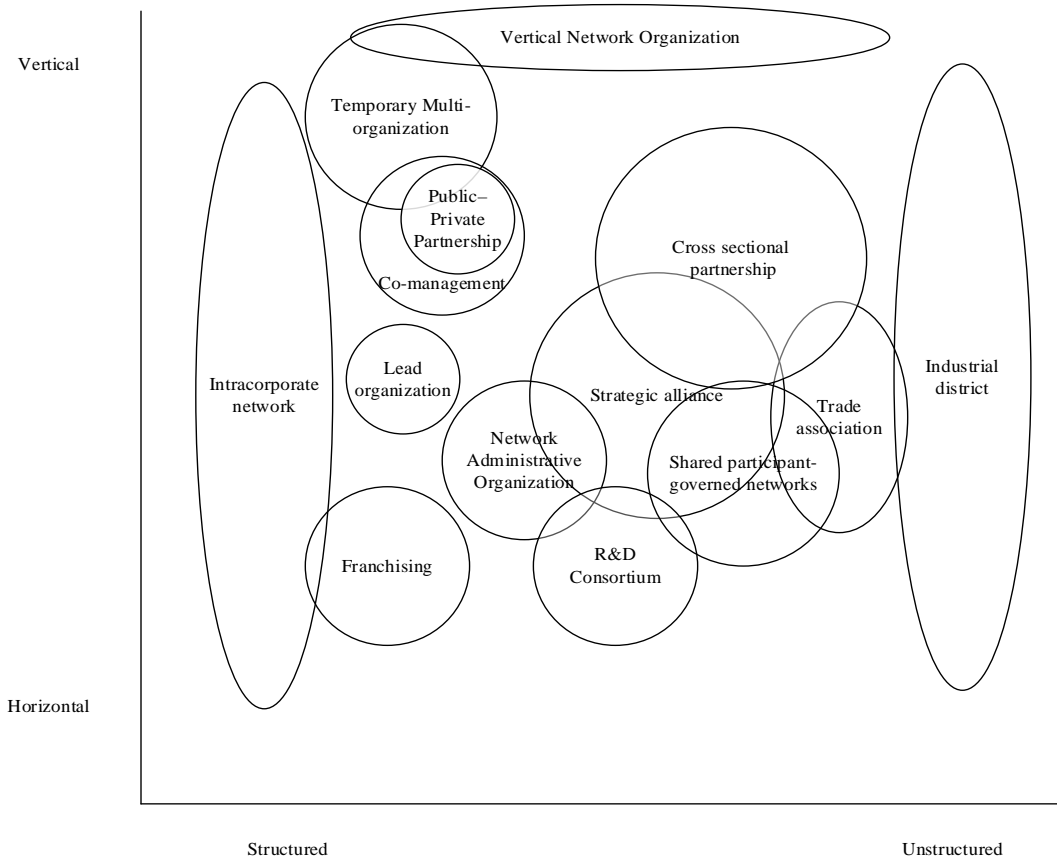 Vertical Network Organization
Vertical
Temporary Multi-
organization
Public–
Private
Partnership
Co-management
Cross sectional
partnership
Intracorporate
network
Lead
organization
Strategic alliance
Industrial
district
Trade
association
Network
Administrative
Organization
Shared participant-
governed networks
Franchising
R&D
Consortium
Horizontal
Structured
Unstructured